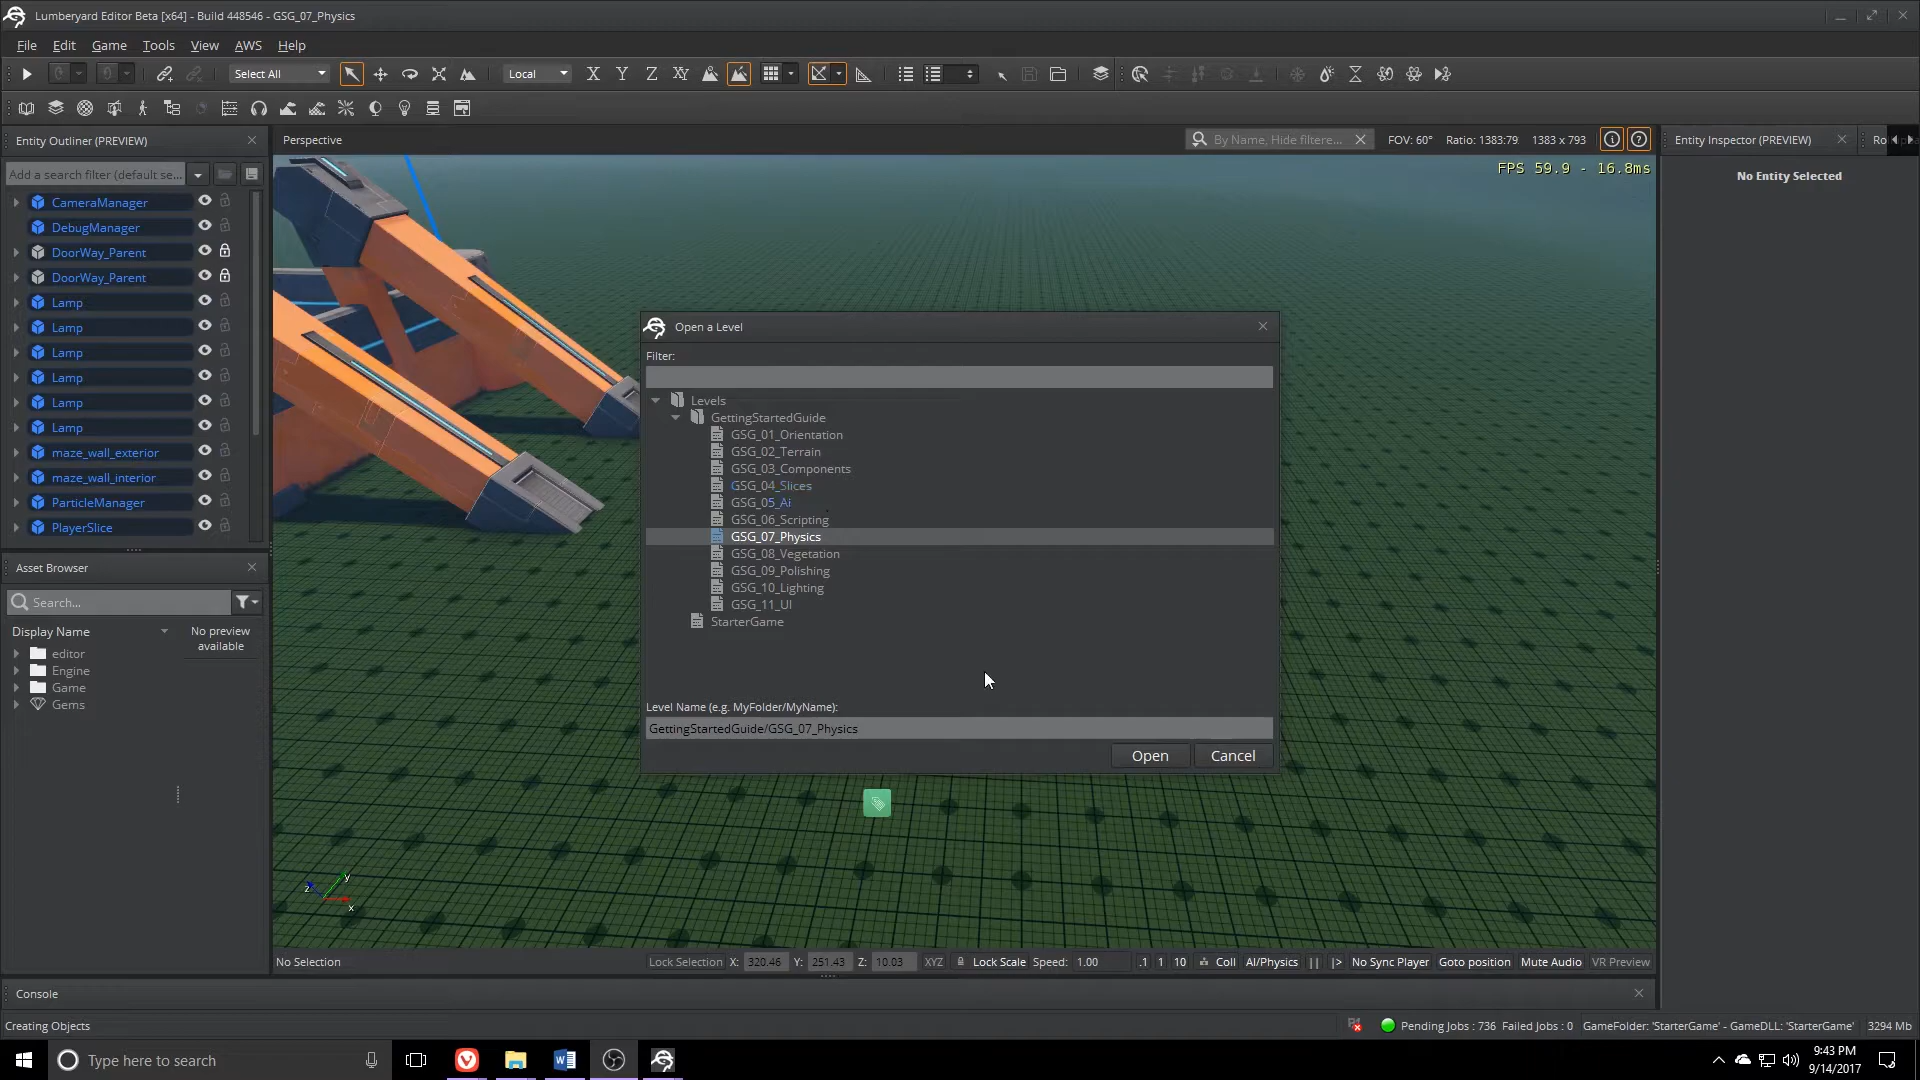 Lumberyard Editor Beta [x64] - Build 448546 - GSG_07_Physics
File Edit Game Tools View AWS Help
Select All Local X Y Z XY
Entity Outliner (PREVIEW)
Add a search filter (default se...
CameraManager
DebugManager
DoorWay_Parent
DoorWay_Parent
Lamp
Lamp
Lamp
Lamp
Lamp
Lamp
maze_wall_exterior
maze_wall_interior
ParticleManager
PlayerSlice
Asset Browser
Search...
Display Name
No preview
available
editor
Engine
Game
Gems
Perspective
By Name, Hide filtere...
FOV: 60°
Ratio: 1383:79
1383 x 793
FPS 59.9 - 16.8ms
Entity Inspector (PREVIEW)
Ro
No Entity Selected
Open a Level
Filter:
Levels
GettingStartedGuide
GSG_01_Orientation
GSG_02_Terrain
GSG_03_Components
GSG_04_Slices
GSG_05_Ai
GSG_06_Scripting
GSG_07_Physics
GSG_08_Vegetation
GSG_09_Polishing
GSG_10_Lighting
GSG_11_UI
StarterGame
Level Name (e.g. MyFolder/MyName):
GettingStartedGuide/GSG_07_Physics
Open Cancel
z y x
No Selection Lock Selection X: 320.46 Y: 251.43 Z: 10.03 XYZ Lock Scale Speed: 1.00 .1 1 10 Coll AI/Physics || |> No Sync Player Goto position Mute Audio VR Preview
Console
Creating Objects
Pending Jobs : 736 Failed Jobs : 0 GameFolder: 'StarterGame' - GameDLL: 'StarterGame' 3294 Mb
Type here to search
9:43 PM
9/14/2017